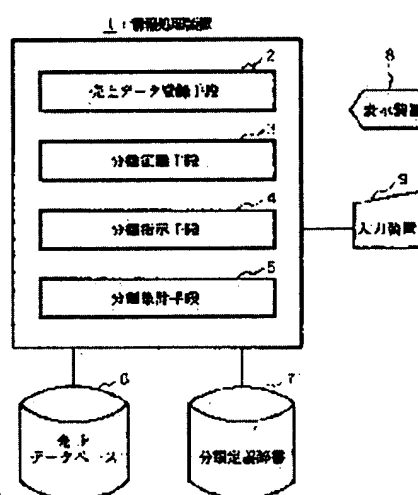 1：情報処理装置
2
売上データ登録手段
3
分類定義手段
4
分類指示手段
5
分類集計手段
6
売上
データベース
7
分類定義辞書
8
表示装置
9
入力装置